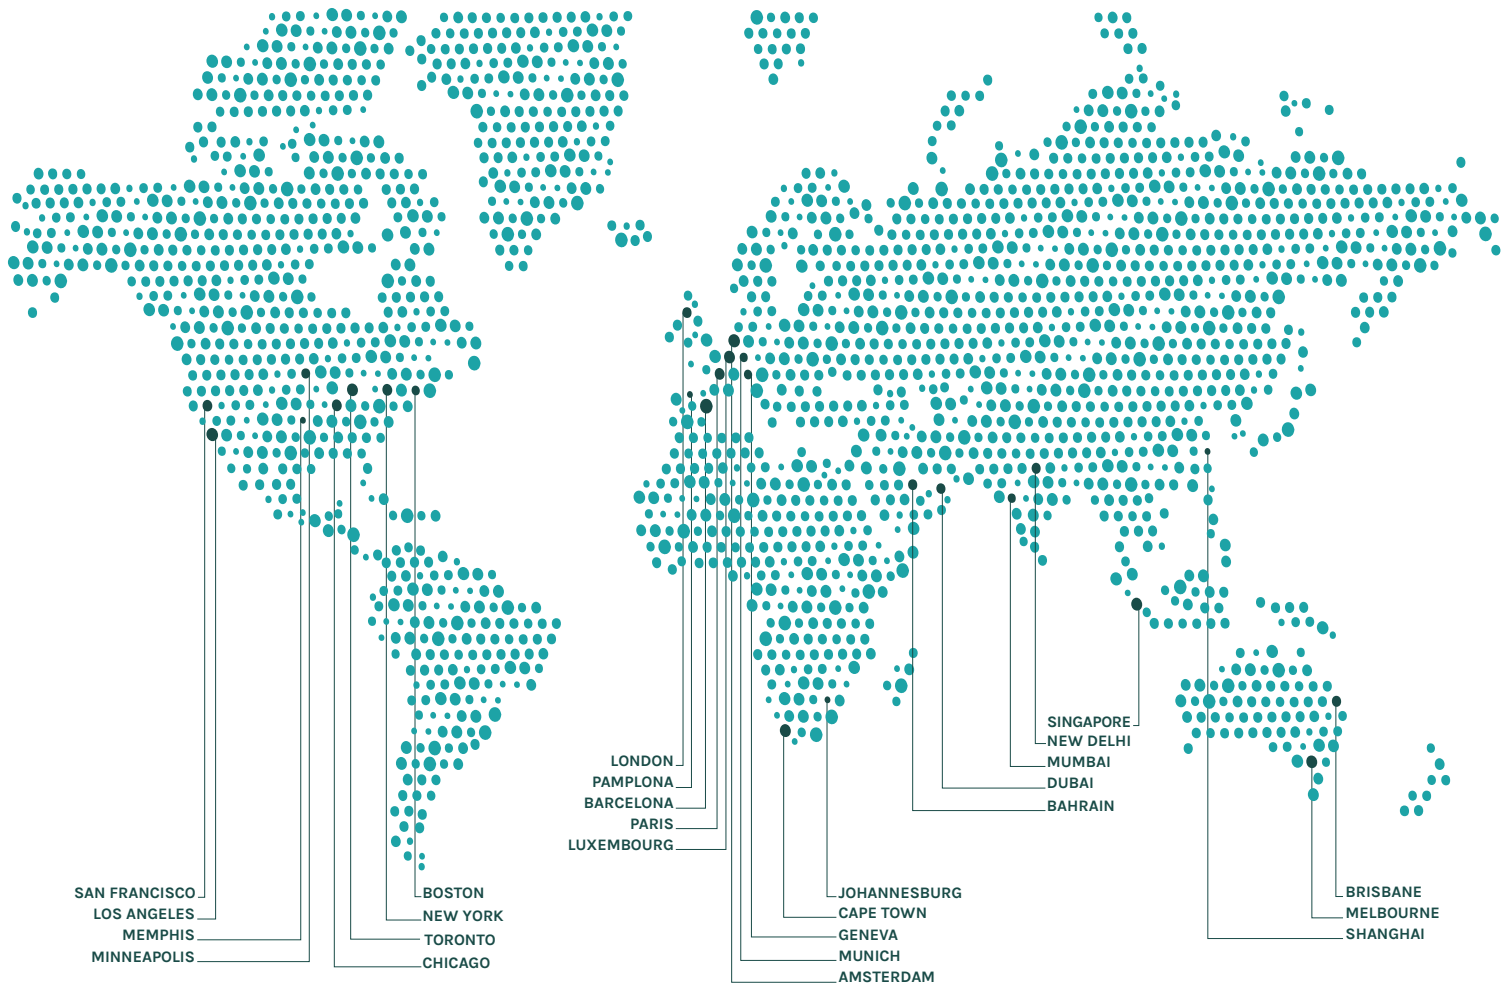 SINGAPORE
NEW DELHI
MUMBAI
DUBAI
BAHRAIN
LONDON
PAMPLONA
BARCELONA
PARIS
LUXEMBOURG
SAN FRANCISCO
LOS ANGELES
MEMPHIS
MINNEAPOLIS
BOSTON
NEW YORK
TORONTO
CHICAGO
JOHANNESBURG
CAPE TOWN
GENEVA
MUNICH
AMSTERDAM
BRISBANE
MELBOURNE
SHANGHAI